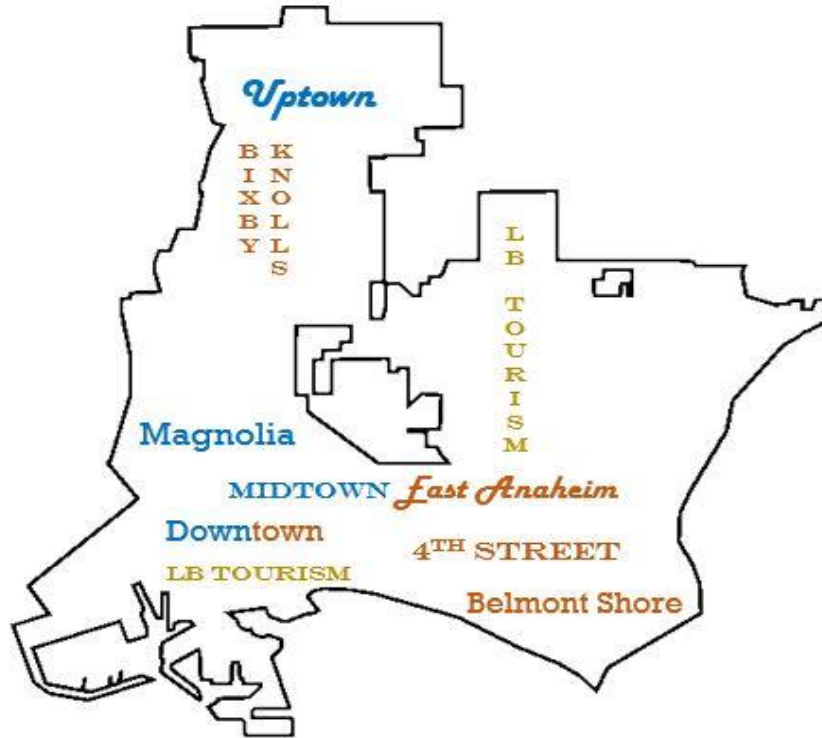 Uptown
BIXBY
KNOLLS
LB TOURISM
Magnolia
MIDTOWN
East Anaheim
Downtown
4TH STREET
LB TOURISM
Belmont Shore